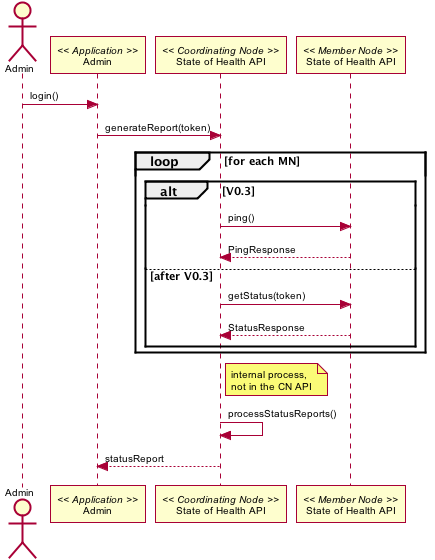 Admin
<< Application >>
Admin
<< Coordinating Node >>
State of Health API
<< Member Node >>
State of Health API
login()
generateReport(token)
loop [for each MN]
alt [V0.3]
ping()
PingResponse
[after V0.3]
getStatus(token)
StatusResponse
internal process,
not in the CN API
processStatusReports()
statusReport
Admin
<< Application >>
Admin
<< Coordinating Node >>
State of Health API
<< Member Node >>
State of Health API